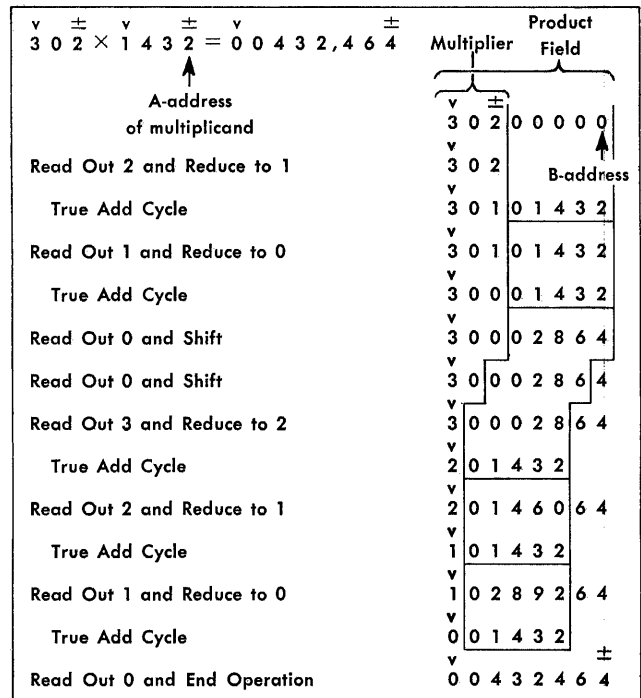 v ± v ± v ±
3 0 2 × 1 4 3 2 = 0 0 4 3 2 , 4 6 4
Multiplier
Product Field
A-address of multiplicand
v ±
3 0 2 0 0 0 0 0
B-address
v
Read Out 2 and Reduce to 1 3 0 2
v
True Add Cycle 3 0 1 0 1 4 3 2
v
Read Out 1 and Reduce to 0 3 0 1 0 1 4 3 2
v
True Add Cycle 3 0 0 0 1 4 3 2
v
Read Out 0 and Shift 3 0 0 0 2 8 6 4
v
Read Out 0 and Shift 3 0 0 0 2 8 6 4
v
Read Out 3 and Reduce to 2 3 0 0 0 2 8 6 4
v
True Add Cycle 2 0 1 4 3 2
v
Read Out 2 and Reduce to 1 2 0 1 4 6 0 6 4
v
True Add Cycle 1 0 1 4 3 2
v
Read Out 1 and Reduce to 0 1 0 2 8 9 2 6 4
v
True Add Cycle 0 0 1 4 3 2
v ±
Read Out 0 and End Operation 0 0 4 3 2 4 6 4